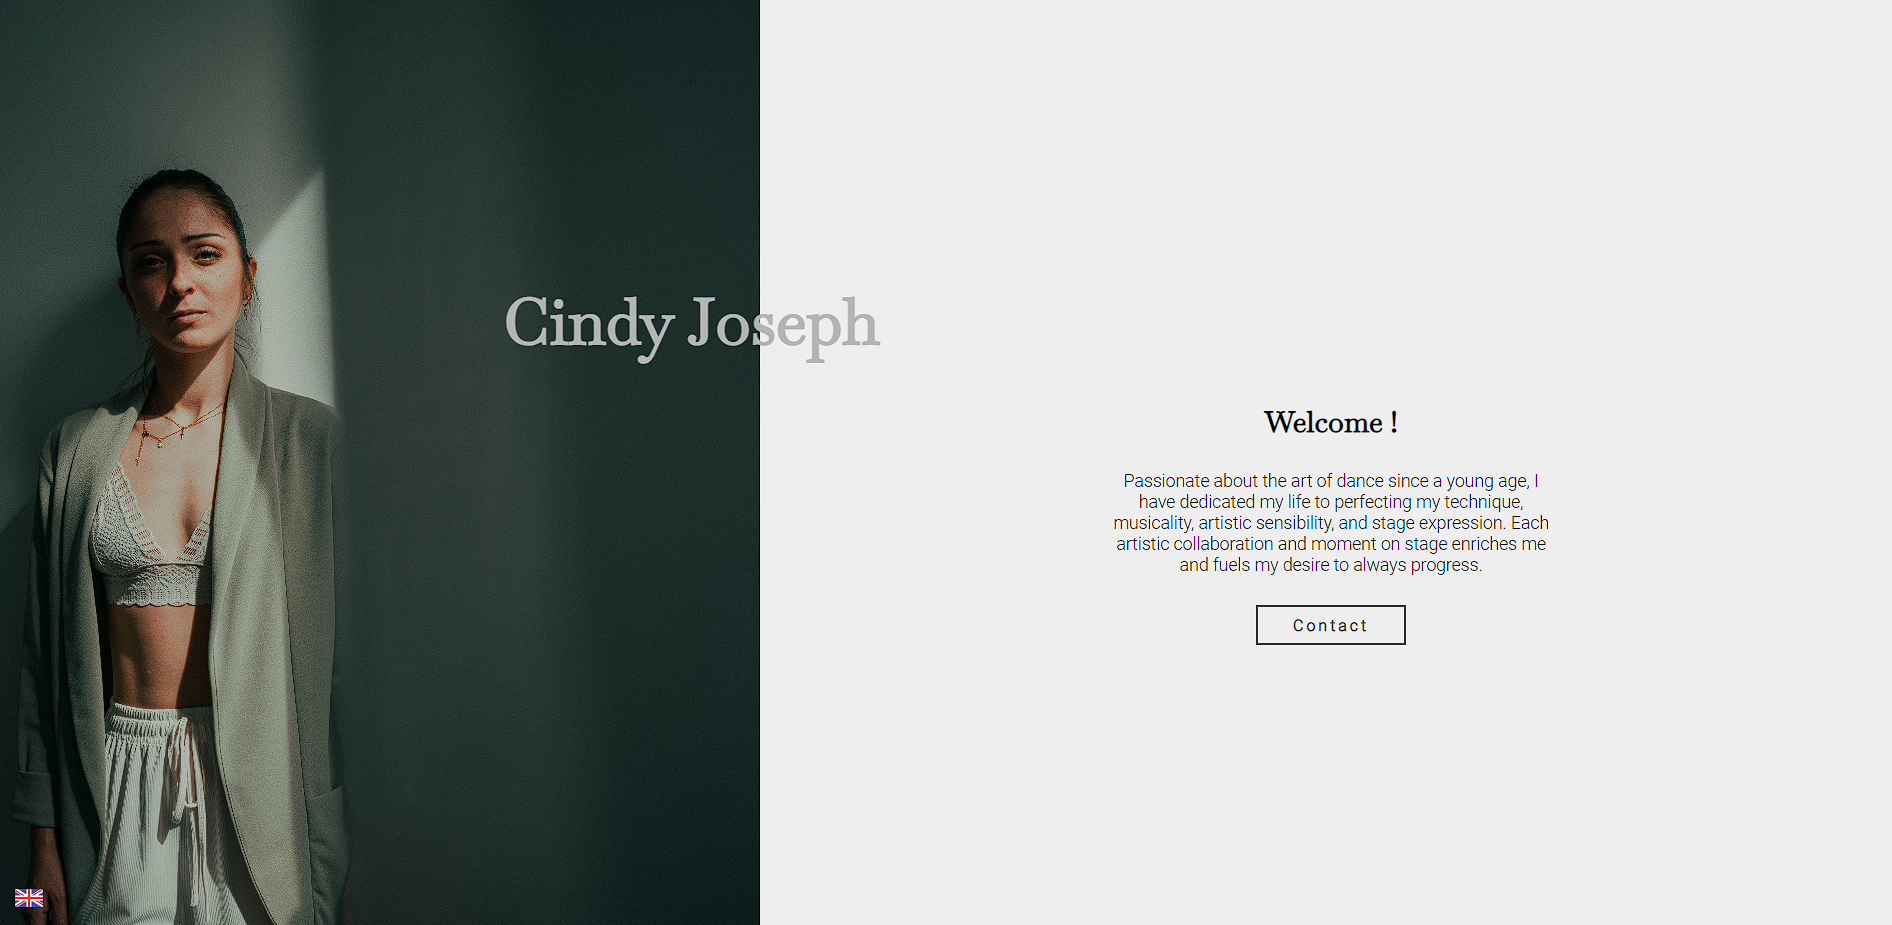 Cindy Joseph
Welcome !
Passionate about the art of dance since a young age, I
have dedicated my life to perfecting my technique,
musicality, artistic sensibility, and stage expression. Each
artistic collaboration and moment on stage enriches me
and fuels my desire to always progress.
Contact